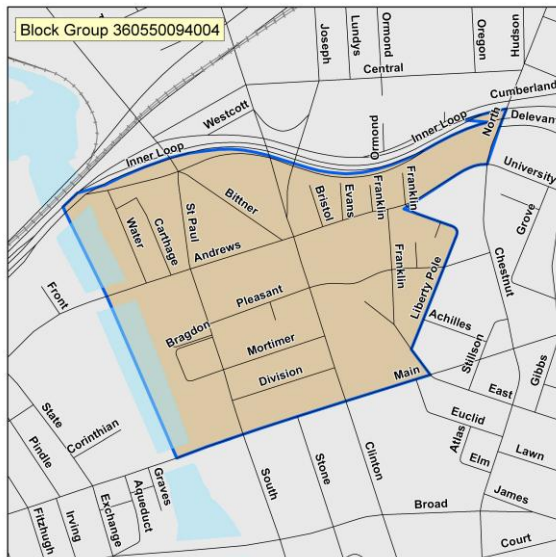 Block Group 360550094004
Joseph
Lundys
Ormond
Oregon
Hudson
Central
Cumberland
Westcott
Ormond
Inner Loop
North
Delevan
Inner Loop
University
Bittner
Bristol
Evans
Franklin
Franklin
Grove
Water
Carthage
St Paul
Andrews
Franklin
Liberty Pole
Chestnut
Front
Pleasant
Bragdon
Achilles
Mortimer
Stillson
Gibbs
Division
Main
East
State
Corinthian
Euclid
Pindle
Atlas
Lawn
Elm
Graves
South
Stone
Clinton
Aqueduct
Exchange
Irving
Fitzhugh
James
Broad
Court